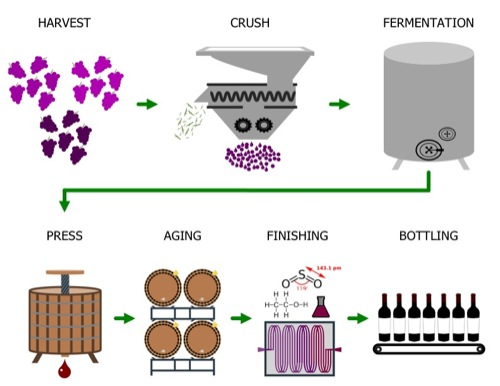 HARVEST
CRUSH
FERMENTATION
PRESS
AGING
FINISHING
BOTTLING
143.1 pm
S
O
O
119°
H H
H-C-C-O-H
H H